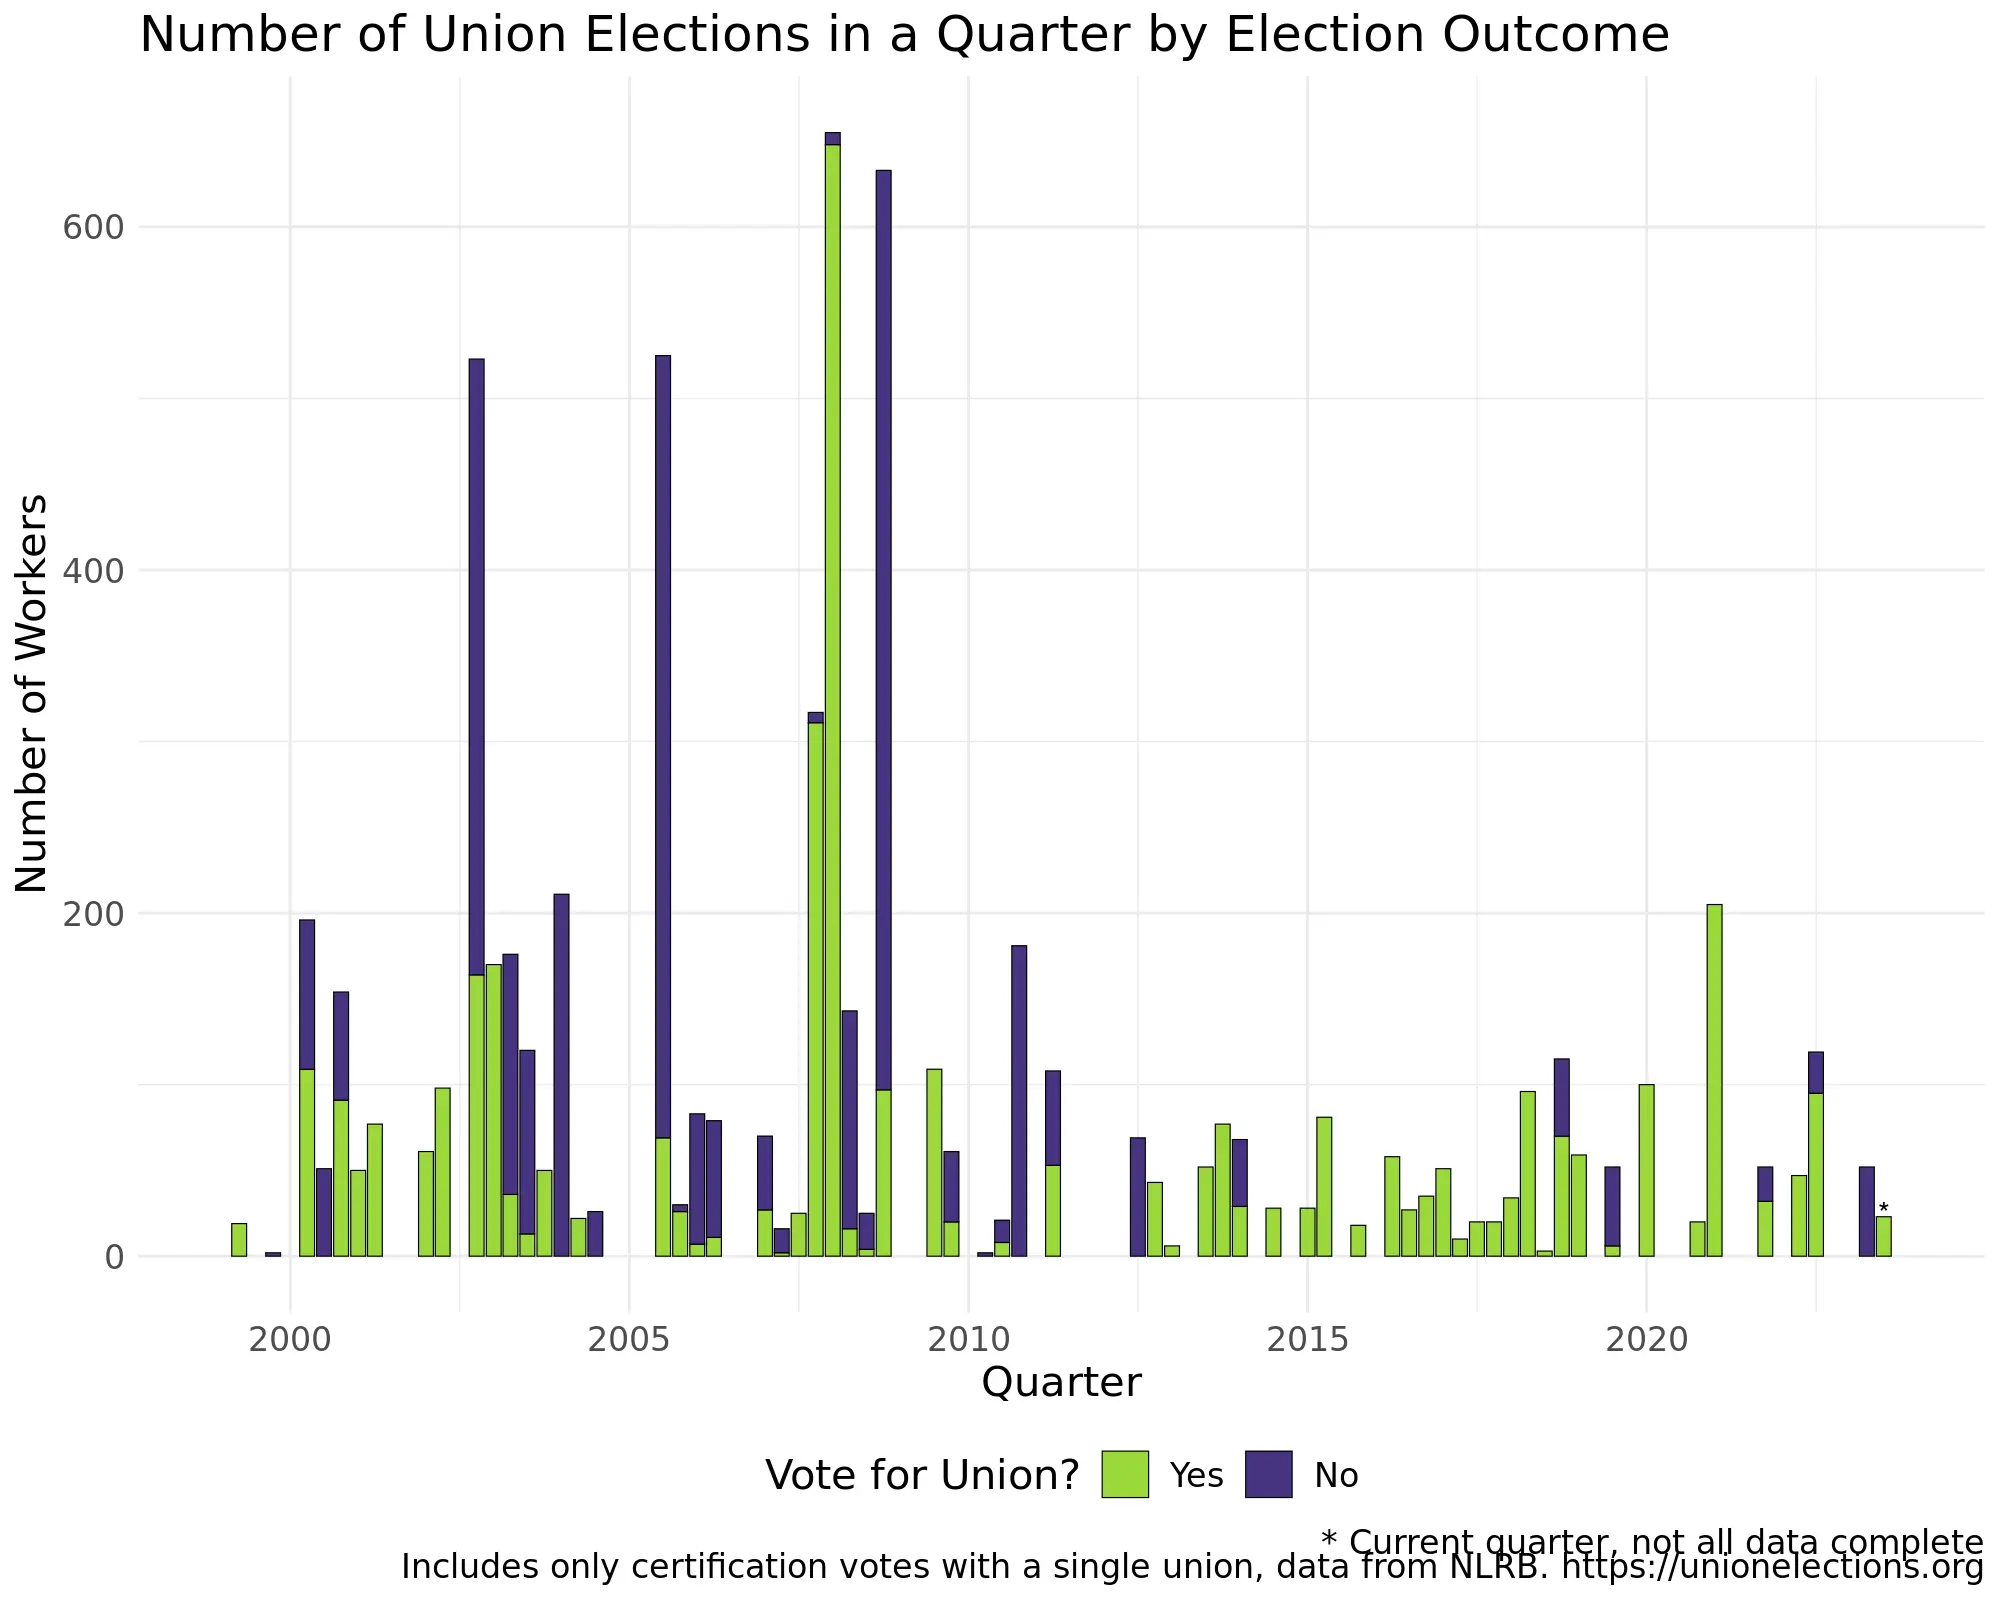 Number of Union Elections in a Quarter by Election Outcome
Number of Workers
600
400
200
0
*
2000 2005 2010 2015 2020
Quarter
Vote for Union? Yes No
* Current quarter, not all data complete
Includes only certification votes with a single union, data from NLRB. https://unionelections.org